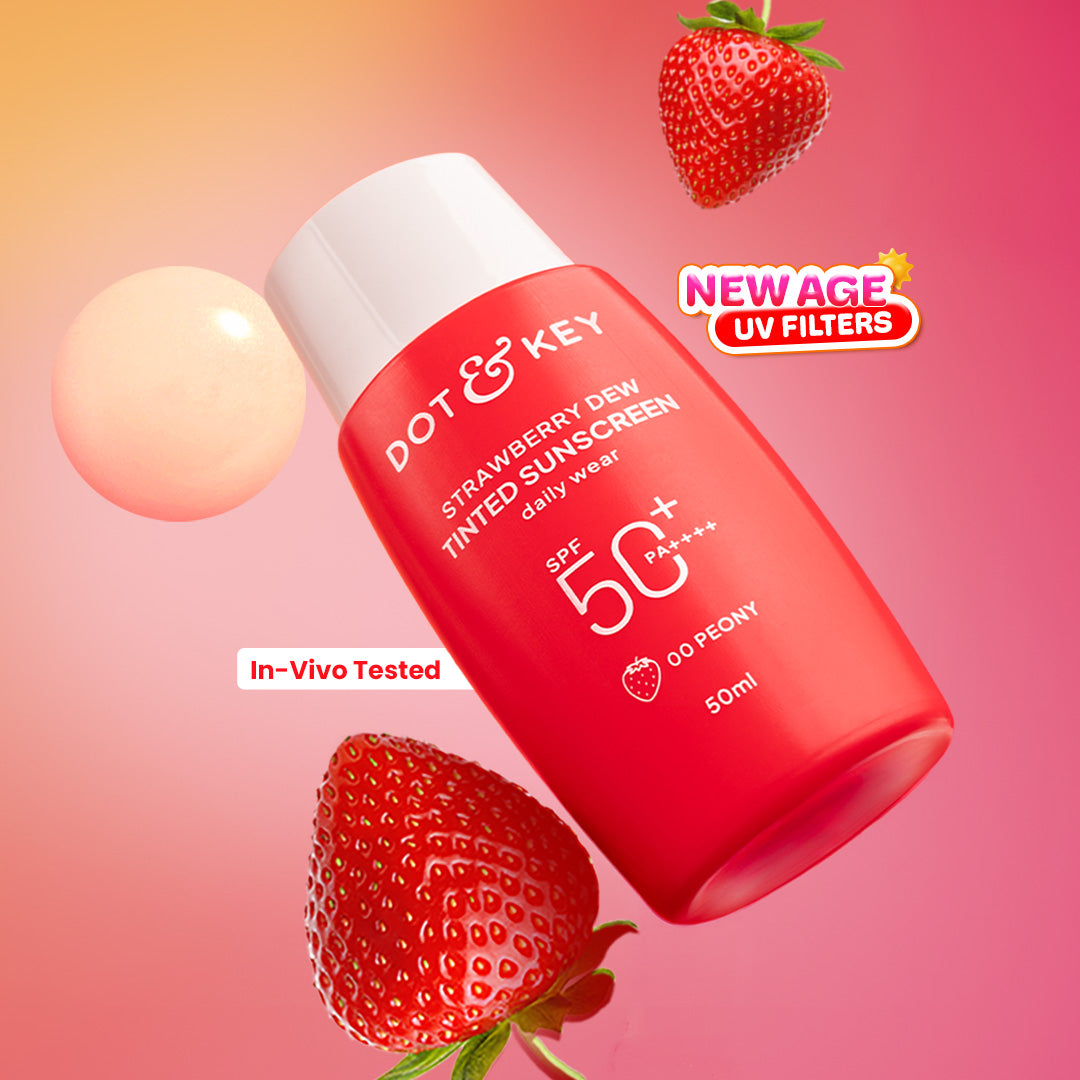 NEW AGE
UV FILTERS
DOT & KEY
STRAWBERRY DEW
TINTED SUNSCREEN
daily wear
SPF
50+
PA++++
00 PEONY
50ml
In-Vivo Tested